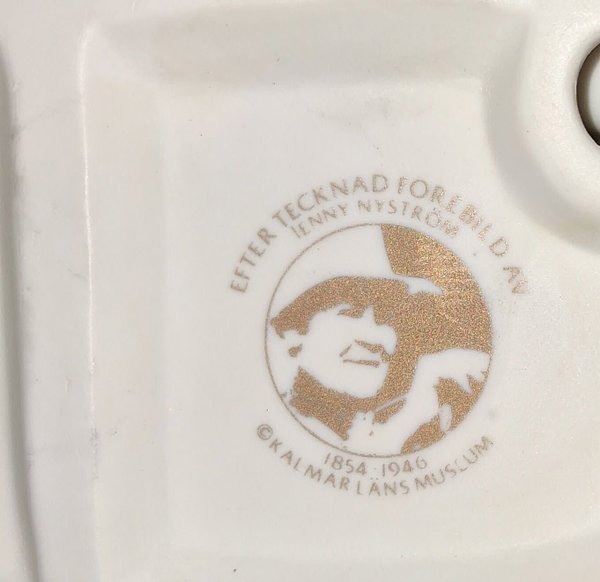 EFTER TECKNAD FÖREBILD AV
JENNY NYSTRÖM
1854-1946
© KALMAR LÄNS MUSEUM